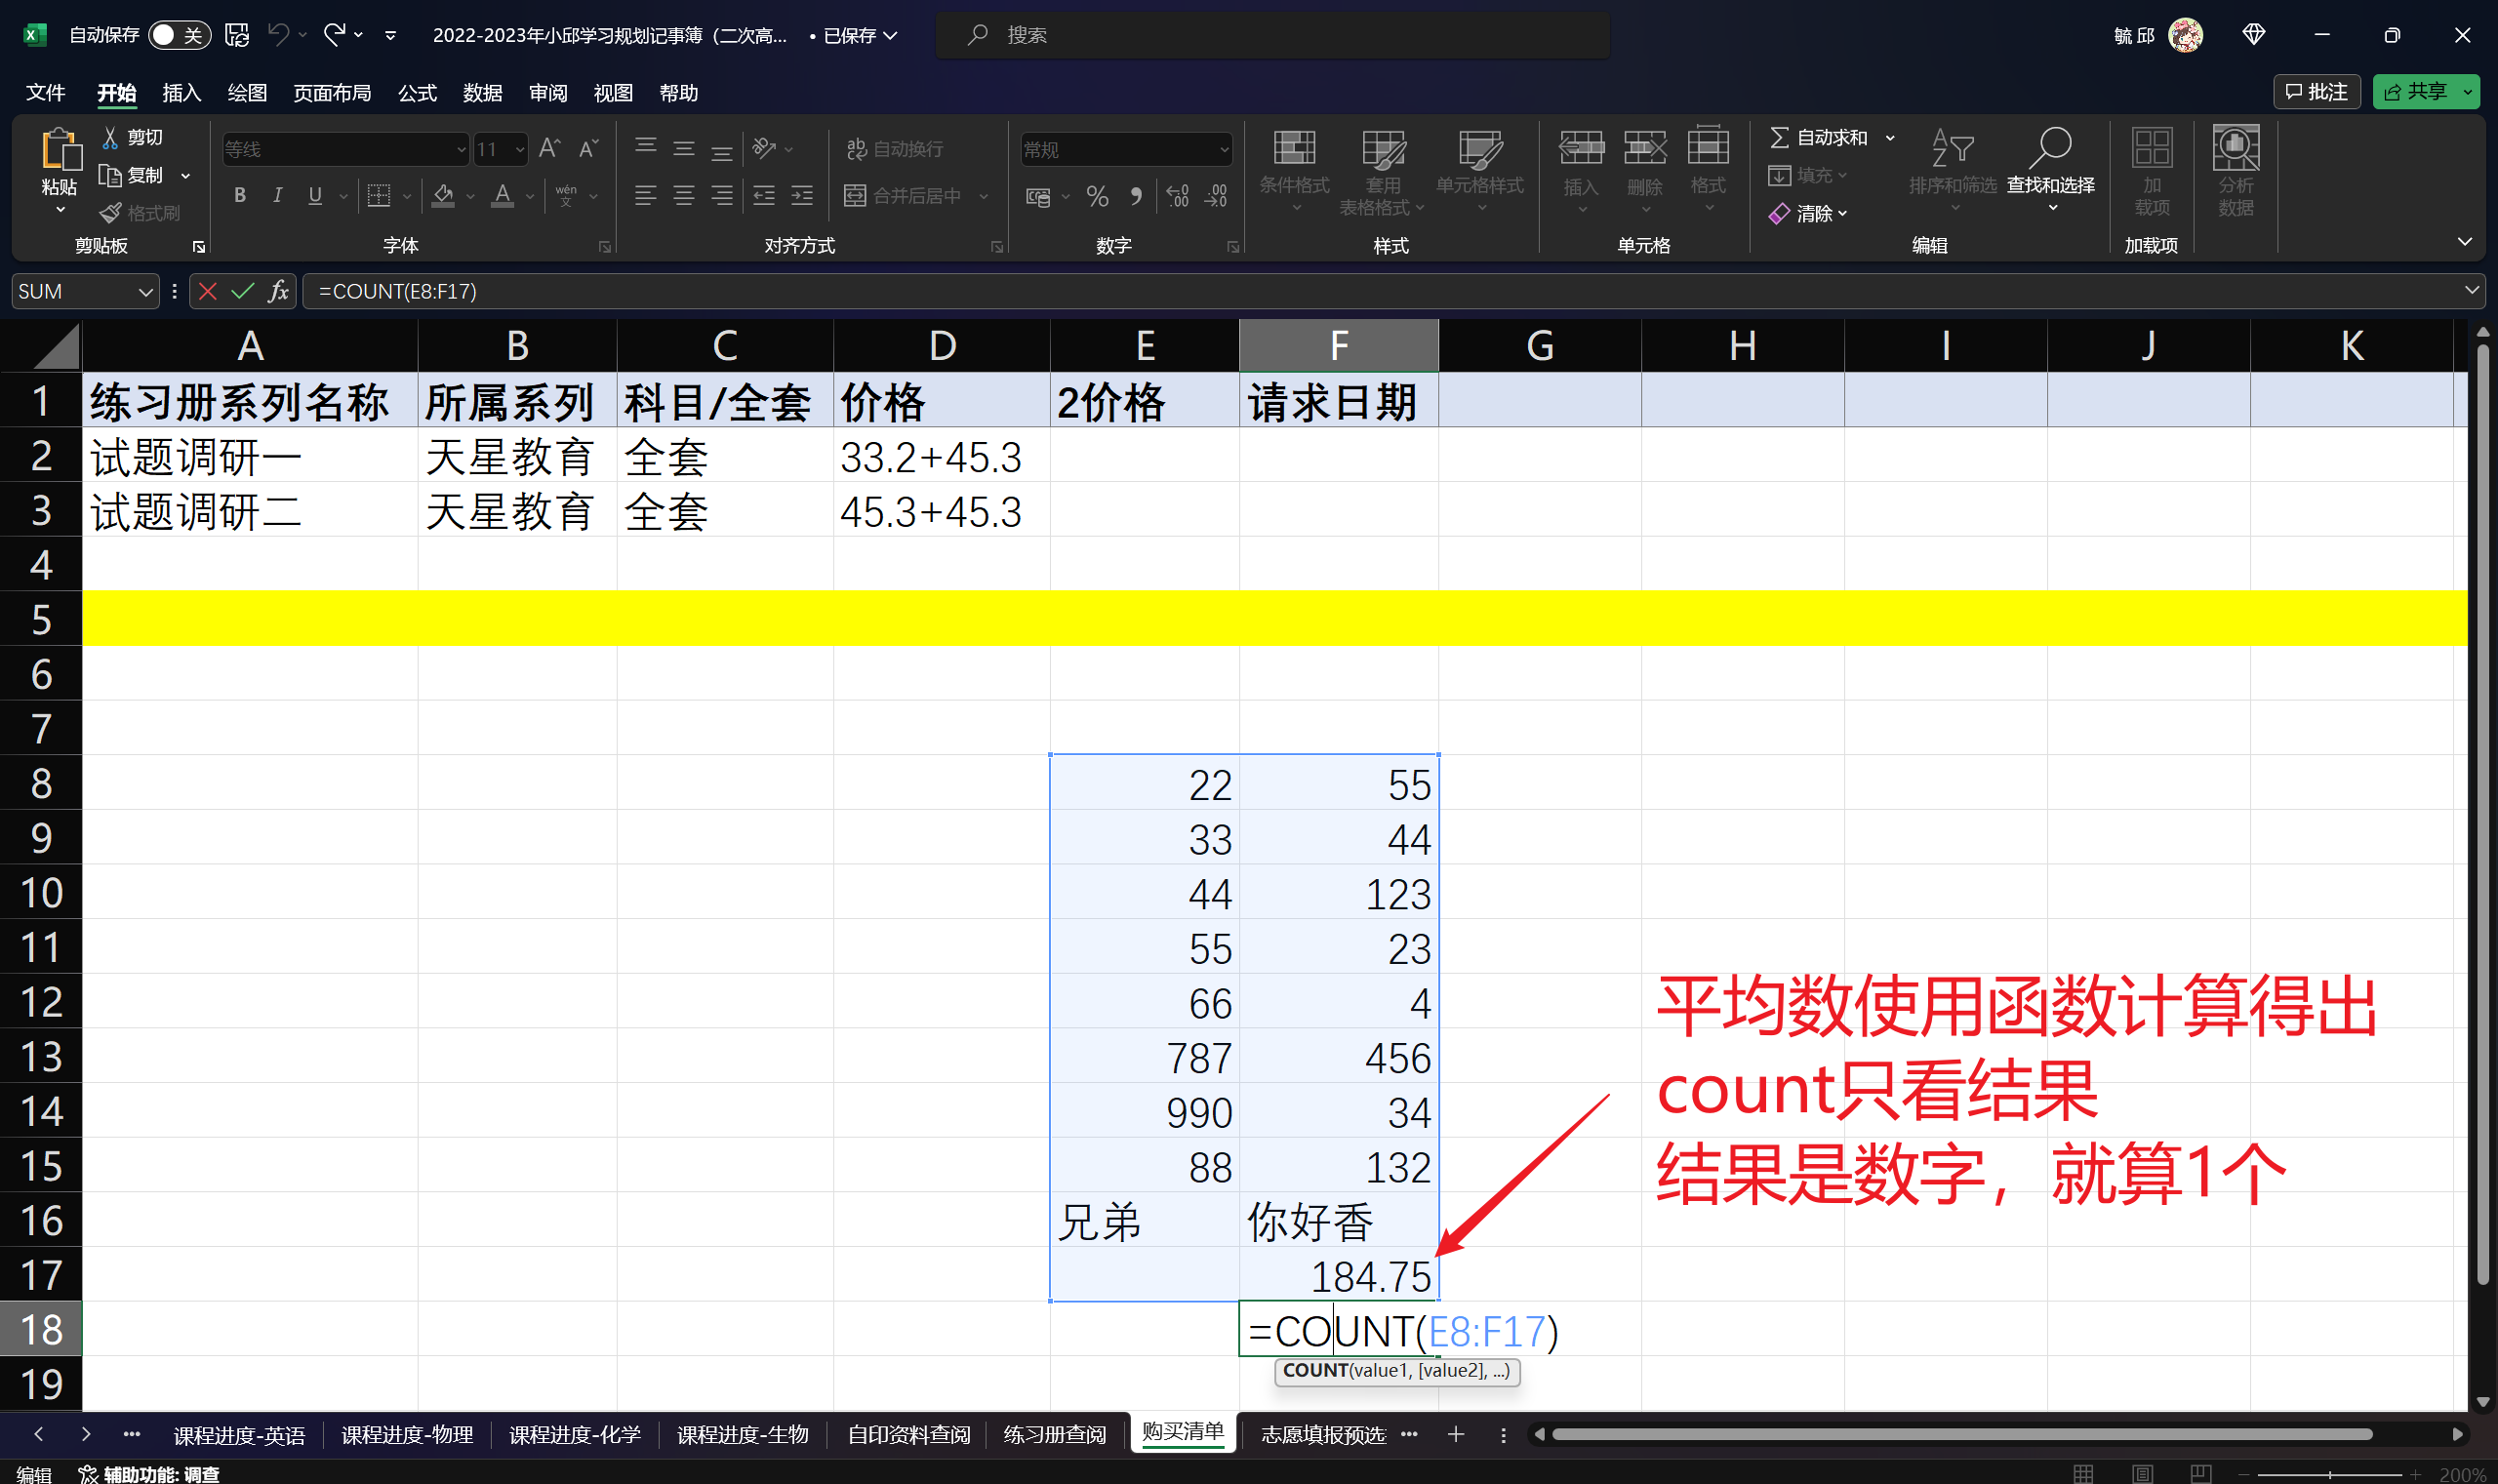 自动保存 关 2022-2023年小邱学习规划记事簿（二次高... • 已保存 搜索 毓 邱
文件 开始 插入 绘图 页面布局 公式 数据 审阅 视图 帮助 批注 共享
粘贴 剪切 复制 格式刷 剪贴板
等线 11 B I U A wén 文 字体
自动换行 合并后居中 对齐方式
常规 % 数字
条件格式 套用 表格格式 单元格样式 样式
插入 删除 格式 单元格
自动求和 填充 清除 排序和筛选 查找和选择 编辑
加 载项 加载项
分析 数据
SUM fx =COUNT(E8:F17)
A B C D E F G H I J K
1 练习册系列名称 所属系列 科目/全套 价格 2价格 请求日期
2 试题调研一 天星教育 全套 33.2+45.3
3 试题调研二 天星教育 全套 45.3+45.3
4
5
6
7
8 22 55
9 33 44
10 44 123
11 55 23
12 66 4
13 787 456
14 990 34
15 88 132
16 兄弟 你好香
17 184.75
18 =COUNT(E8:F17)
COUNT(value1, [value2], ...)
19
平均数使用函数计算得出
count只看结果
结果是数字，就算1个
课程进度-英语 课程进度-物理 课程进度-化学 课程进度-生物 自印资料查阅 练习册查阅 购买清单 志愿填报预选
编辑 辅助功能: 调查 200%